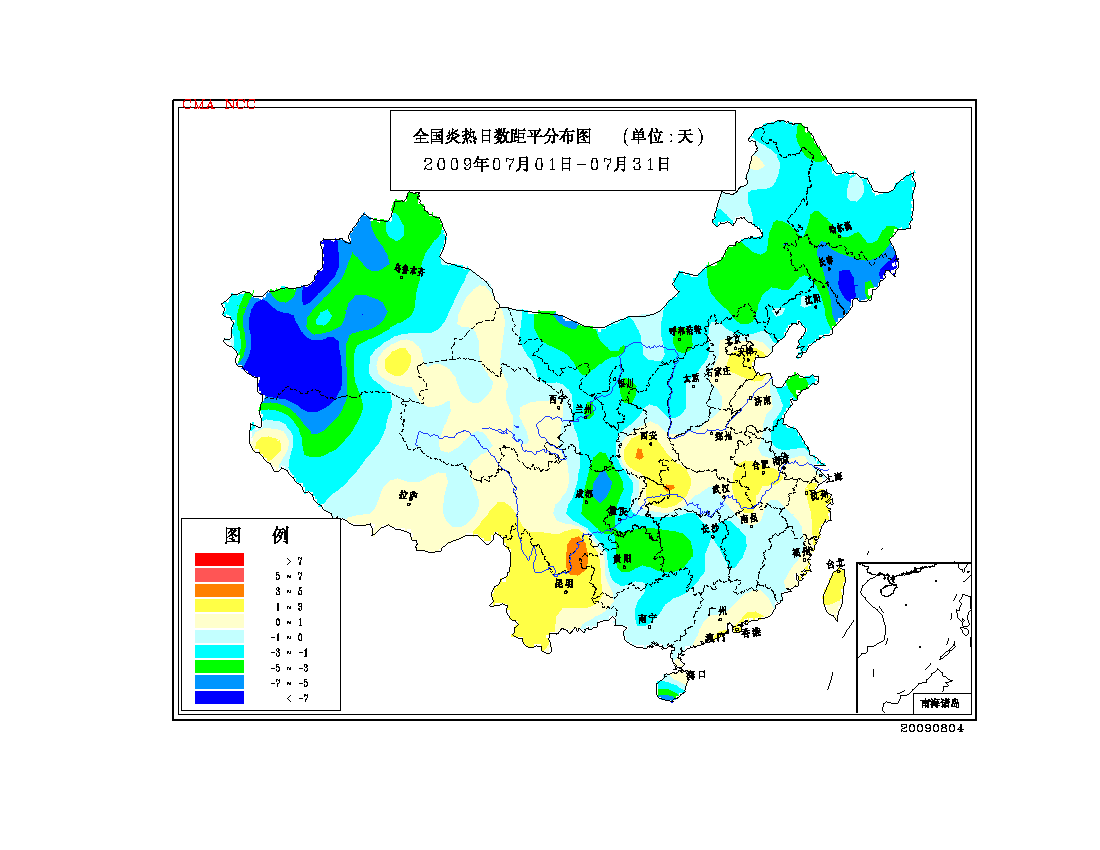 CMA NCC
全国炎热日数距平分布图 (单位:天)
2009年07月01日-07月31日
哈尔滨
长春
乌鲁木齐
沈阳
呼和浩特
北京
天津
银川
太原
石家庄
西宁
兰州
济南
西安
郑州
合肥
南京
上海
拉萨
成都
武汉
杭州
重庆
长沙
南昌
贵阳
福州
昆明
台北
南宁
广州
澳门
香港
海口
图 例
> 7
5 ~ 7
3 ~ 5
1 ~ 3
0 ~ 1
-1 ~ 0
-3 ~ -1
-5 ~ -3
-7 ~ -5
< -7
南海诸岛
20090804